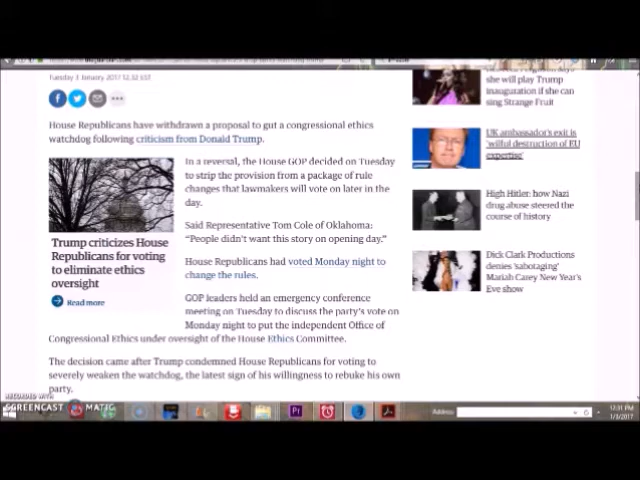 Tuesday 3 January 2017 12.32 EST
House Republicans have withdrawn a proposal to gut a congressional ethics
watchdog following criticism from Donald Trump.
Trump criticizes House
Republicans for voting
to eliminate ethics
oversight
Read more
In a reversal, the House GOP decided on Tuesday
to strip the provision from a package of rule
changes that lawmakers will vote on later in the
day.
Said Representative Tom Cole of Oklahoma:
“People didn’t want this story on opening day.”
House Republicans had voted Monday night to
change the rules.
GOP leaders held an emergency conference
meeting on Tuesday to discuss the party’s vote on
Monday night to put the independent Office of
Congressional Ethics under oversight of the House Ethics Committee.
The decision came after Trump condemned House Republicans for voting to
severely weaken the watchdog, the latest sign of his willingness to rebuke his own
party.
she will play Trump
inauguration if she can
sing Strange Fruit
UK ambassador's exit is
'wilful destruction of EU
expertise'
High Hitler: how Nazi
drug abuse steered the
course of history
Dick Clark Productions
denies 'sabotaging'
Mariah Carey New Year's
Eve show
RECORDED WITH
SCREENCAST MATIC
Pr
Address
12:31 PM
1/3/2017